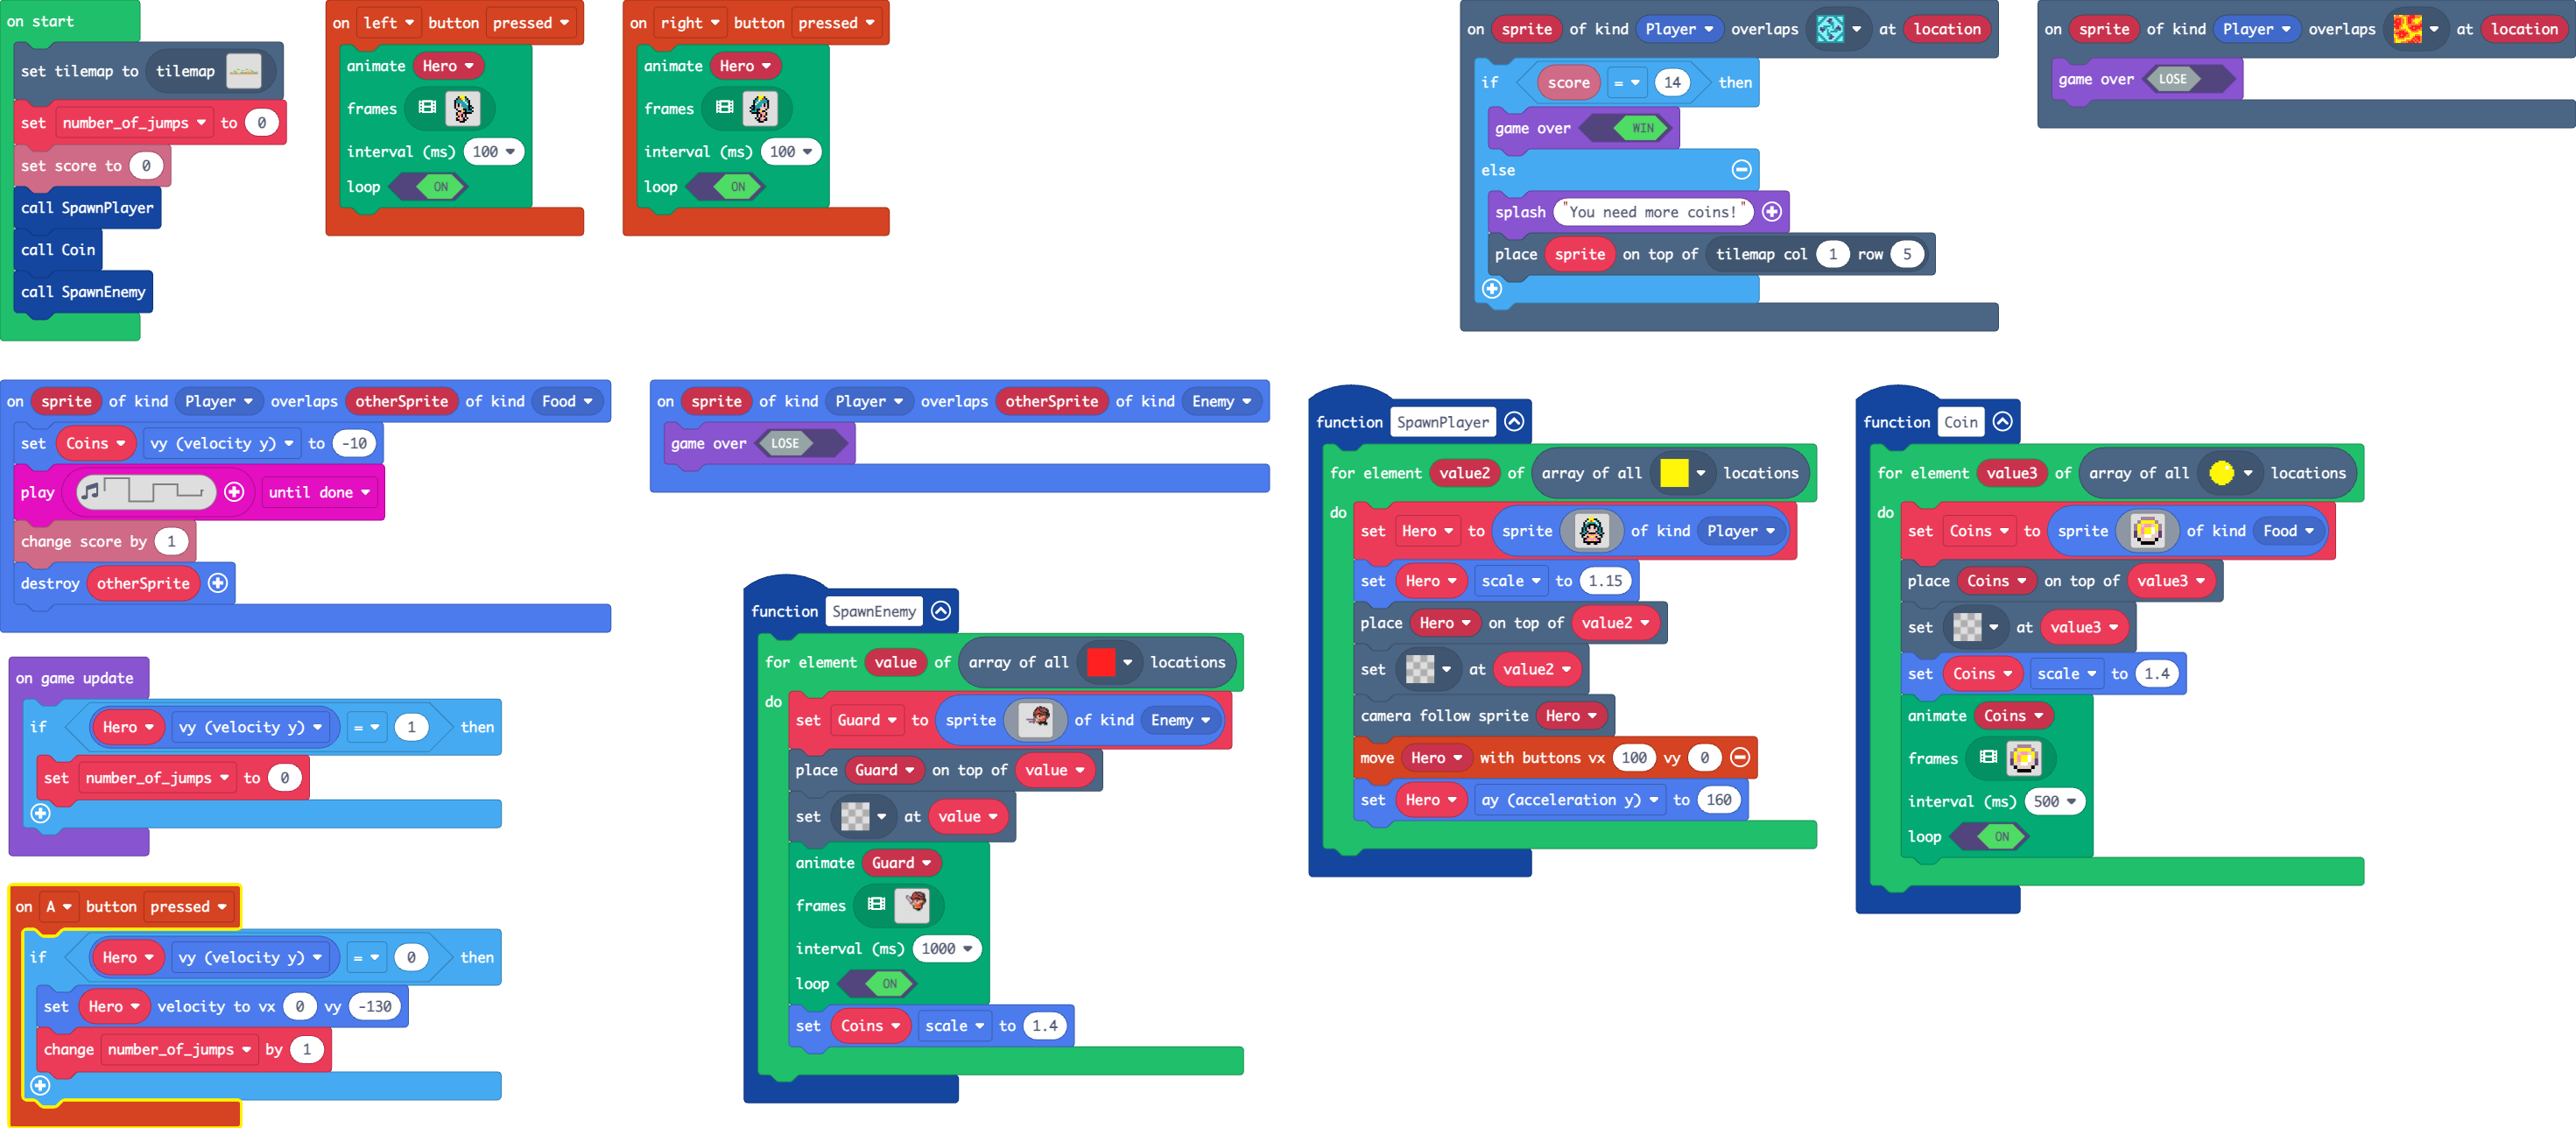 on start
set tilemap to tilemap
set number_of_jumps to 0
set score to 0
call SpawnPlayer
call Coin
call SpawnEnemy
on left button pressed
animate Hero
frames
interval (ms) 100
loop ON
on right button pressed
animate Hero
frames
interval (ms) 100
loop ON
on sprite of kind Player overlaps at location
if score = 14 then
game over WIN
else
splash "You need more coins!"
place sprite on top of tilemap col 1 row 5
on sprite of kind Player overlaps at location
game over LOSE
on sprite of kind Player overlaps otherSprite of kind Food
set Coins vy (velocity y) to -10
play until done
change score by 1
destroy otherSprite
on sprite of kind Player overlaps otherSprite of kind Enemy
game over LOSE
function SpawnPlayer
for element value2 of array of all locations
do
set Hero to sprite of kind Player
set Hero scale to 1.15
place Hero on top of value2
set at value2
camera follow sprite Hero
move Hero with buttons vx 100 vy 0
set Hero ay (acceleration y) to 160
function Coin
for element value3 of array of all locations
do
set Coins to sprite of kind Food
place Coins on top of value3
set at value3
set Coins scale to 1.4
animate Coins
frames
interval (ms) 500
loop ON
function SpawnEnemy
for element value of array of all locations
do
set Guard to sprite of kind Enemy
place Guard on top of value
set at value
animate Guard
frames
interval (ms) 1000
loop ON
set Coins scale to 1.4
on game update
if Hero vy (velocity y) = 1 then
set number_of_jumps to 0
on A button pressed
if Hero vy (velocity y) = 0 then
set Hero velocity to vx 0 vy -130
change number_of_jumps by 1